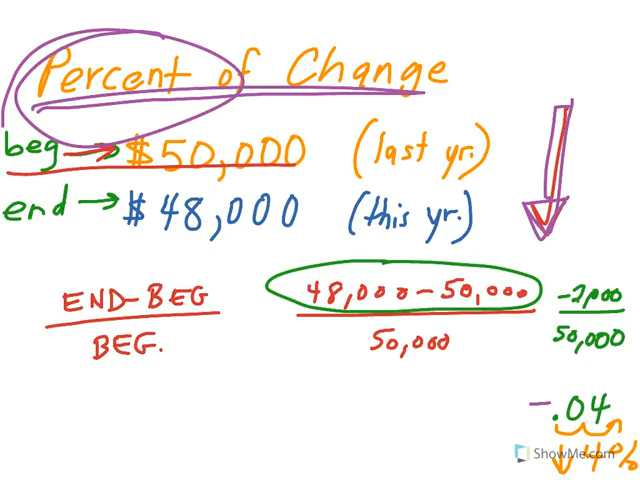 Percent of Change
beg → $50,000 (last yr.)
end → $48,000 (this yr.)
END-BEG
BEG.
48,000-50,000
50,000
-2,000
50,000
-.04
↓4%
ShowMe.com